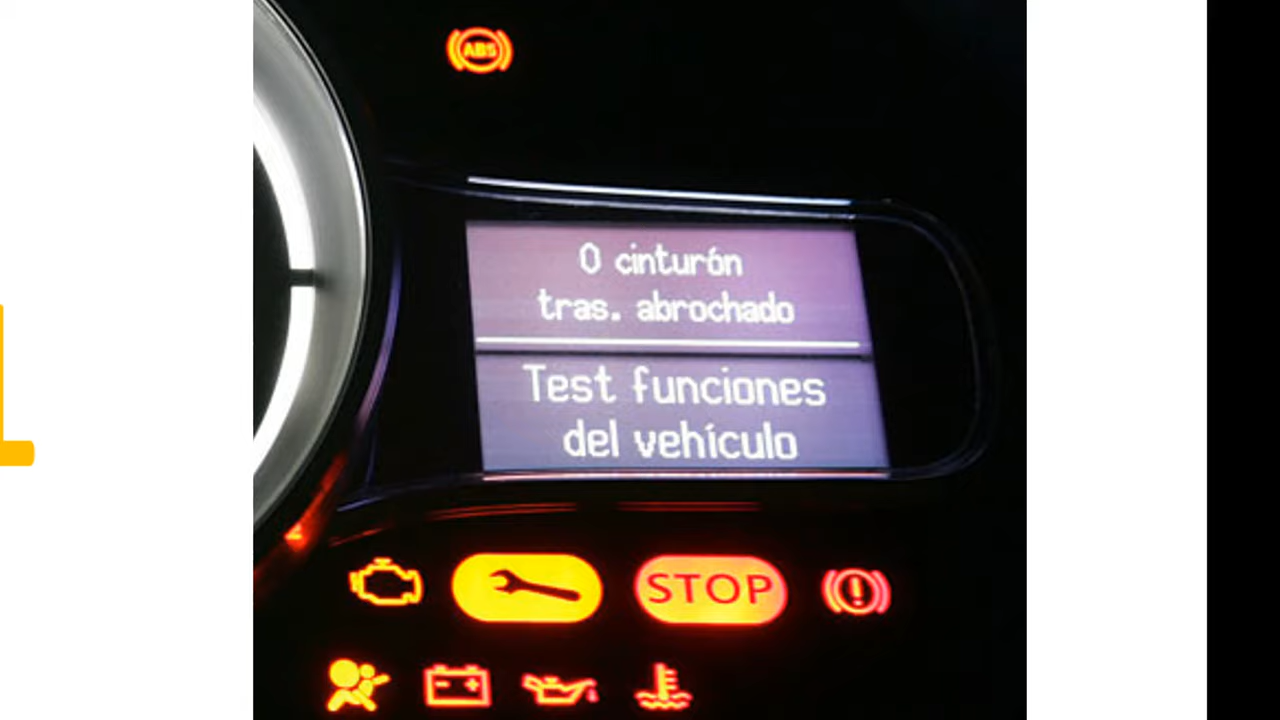 ABS
0 cinturón
tras. abrochado
Test funciones
del vehículo
STOP